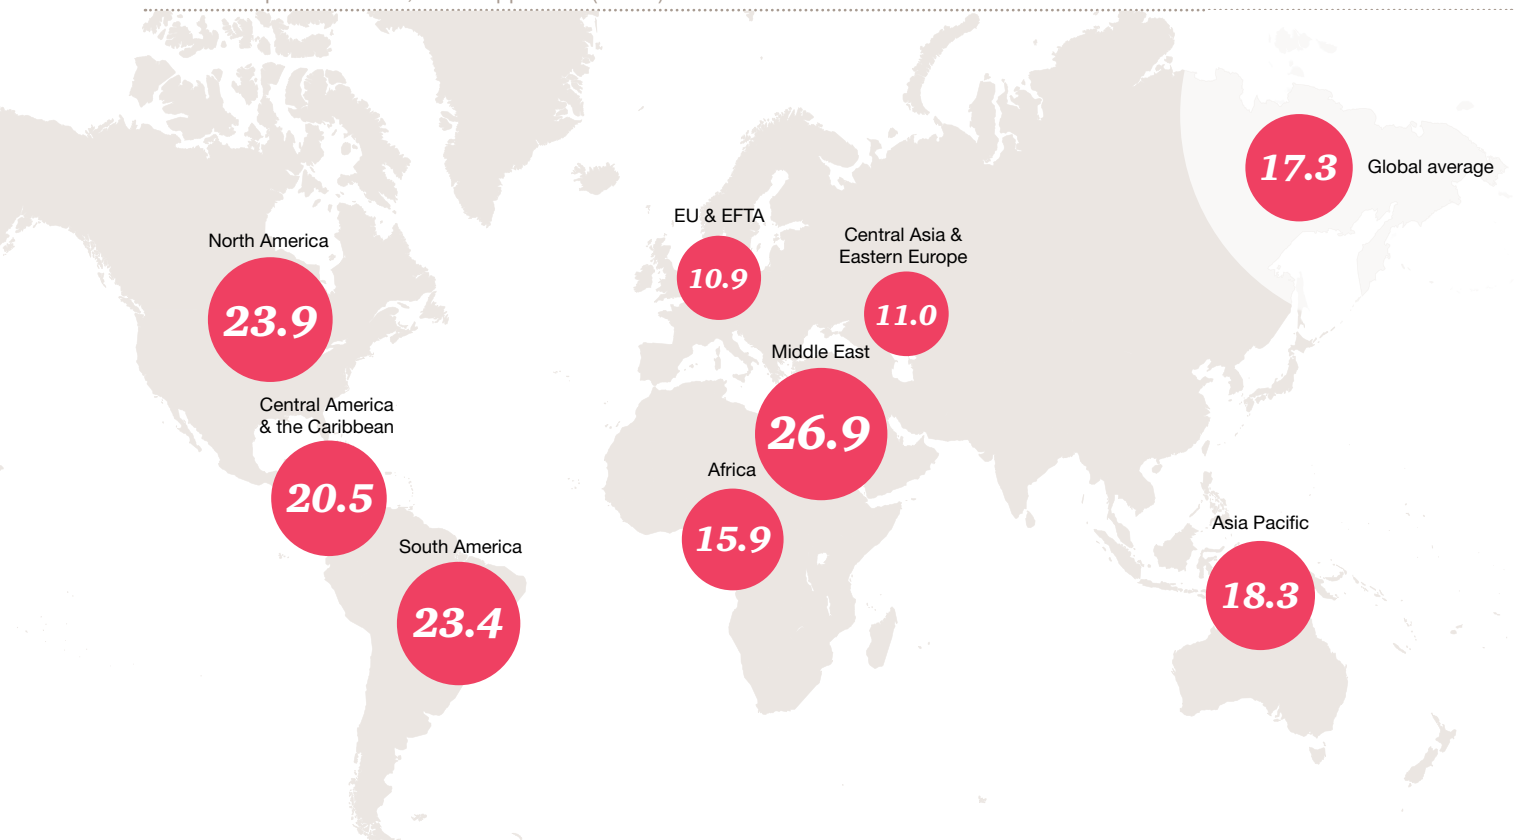 17.3 Global average
EU & EFTA
10.9
Central Asia &
Eastern Europe
11.0
North America
23.9
Middle East
26.9
Central America
& the Caribbean
20.5
Africa
15.9
South America
23.4
Asia Pacific
18.3